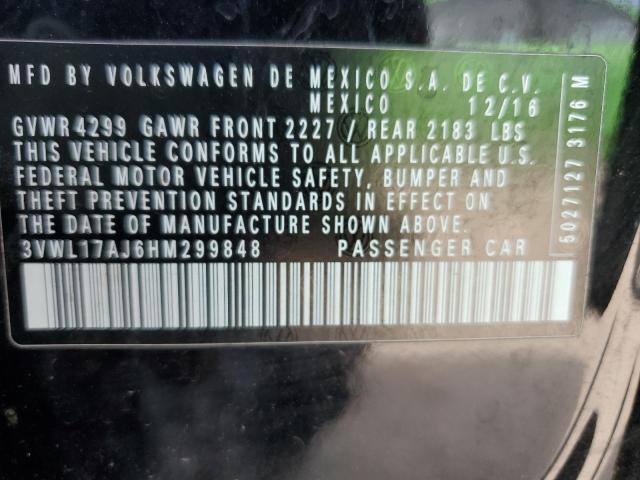 MFD BY VOLKSWAGEN DE MEXICO S.A. DE C.V.
MEXICO 12/16
GVWR 4299 GAWR FRONT 2227 / REAR 2183 LBS
THIS VEHICLE CONFORMS TO ALL APPLICABLE U.S.
FEDERAL MOTOR VEHICLE SAFETY, BUMPER AND
THEFT PREVENTION STANDARDS IN EFFECT ON
THE DATE OF MANUFACTURE SHOWN ABOVE.
3VWL17AJ6HM299848 PASSENGER CAR
5027127 3176 M